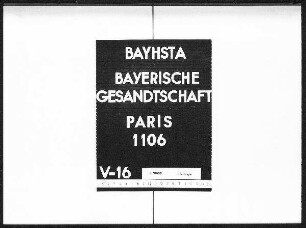 BAYHSTA
BAYERISCHE
GESANDTSCHAFT
PARIS
1106
V-16